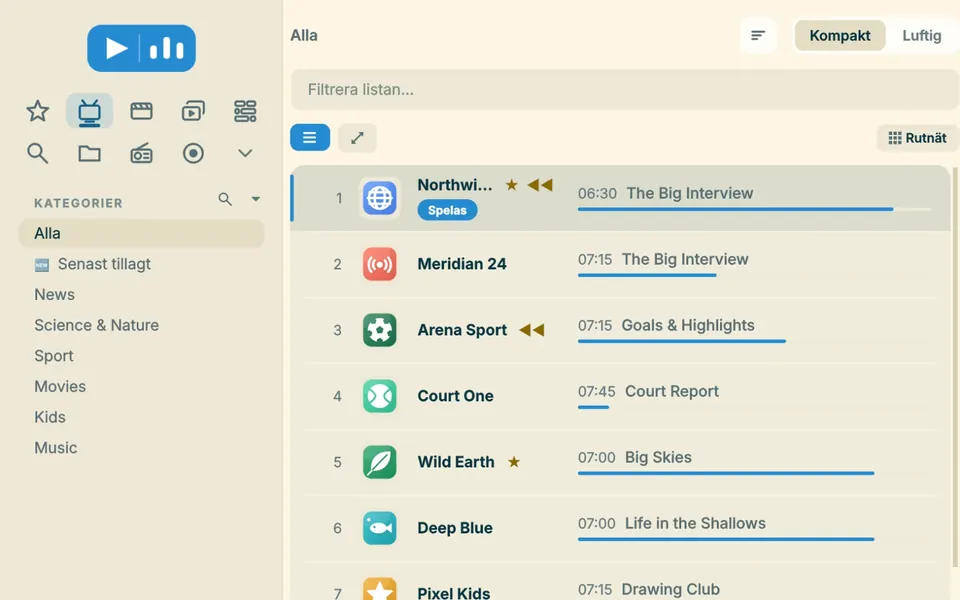 Alla
Kompakt
Luftig
Filtrera listan...
Rutnät
KATEGORIER
Alla
NEW Senast tillagt
News
Science & Nature
Sport
Movies
Kids
Music
1 Northwi... ★ ◀◀ 06:30 The Big Interview
Spelas
2 Meridian 24 07:15 The Big Interview
3 Arena Sport ◀◀ 07:15 Goals & Highlights
4 Court One 07:45 Court Report
5 Wild Earth ★ 07:00 Big Skies
6 Deep Blue 07:00 Life in the Shallows
7 Pixel Kids 07:15 Drawing Club